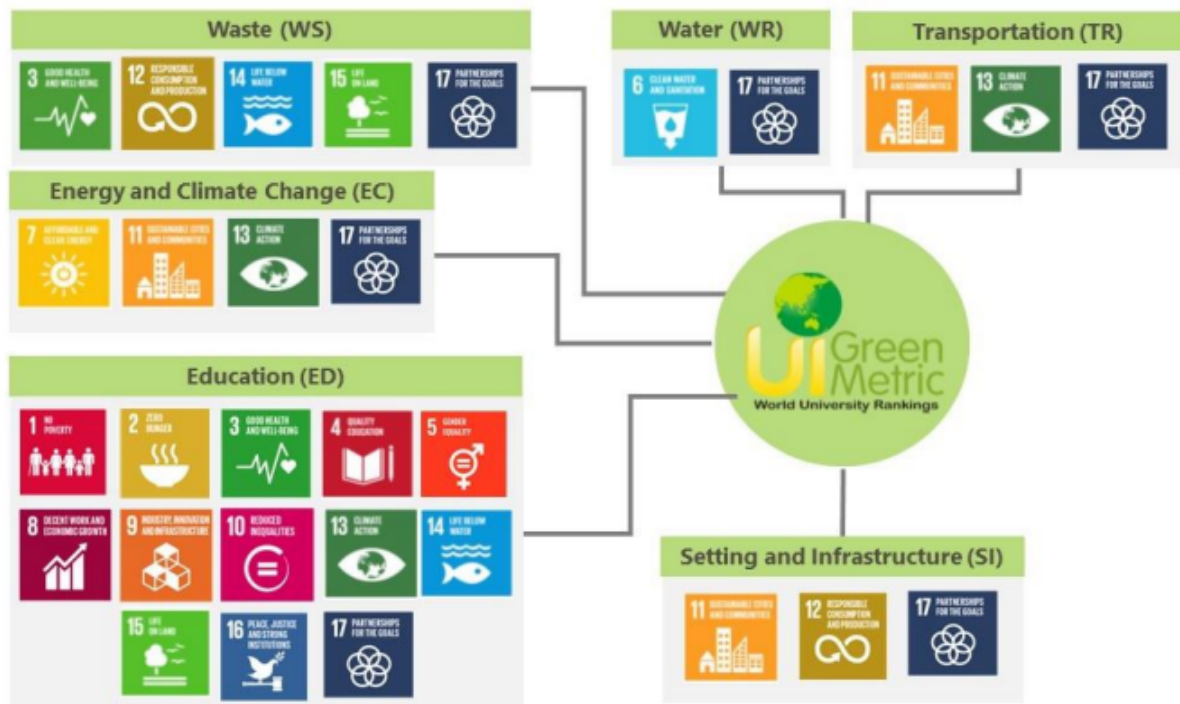 Waste (WS)
3 GOOD HEALTH
AND WELL-BEING
12 RESPONSIBLE
CONSUMPTION
AND PRODUCTION
14 LIFE BELOW
WATER
15 LIFE
ON LAND
17 PARTNERSHIPS
FOR THE GOALS
Water (WR)
6 CLEAN WATER
AND SANITATION
17 PARTNERSHIPS
FOR THE GOALS
Transportation (TR)
11 SUSTAINABLE CITIES
AND COMMUNITIES
13 CLIMATE
ACTION
17 PARTNERSHIPS
FOR THE GOALS
Energy and Climate Change (EC)
7 AFFORDABLE AND
CLEAN ENERGY
11 SUSTAINABLE CITIES
AND COMMUNITIES
13 CLIMATE
ACTION
17 PARTNERSHIPS
FOR THE GOALS
UI Green
Metric
World University Rankings
Education (ED)
1 NO
POVERTY
2 ZERO
HUNGER
3 GOOD HEALTH
AND WELL-BEING
4 QUALITY
EDUCATION
5 GENDER
EQUALITY
8 DECENT WORK AND
ECONOMIC GROWTH
9 INDUSTRY, INNOVATION
AND INFRASTRUCTURE
10 REDUCED
INEQUALITIES
13 CLIMATE
ACTION
14 LIFE BELOW
WATER
15 LIFE
ON LAND
16 PEACE, JUSTICE
AND STRONG
INSTITUTIONS
17 PARTNERSHIPS
FOR THE GOALS
Setting and Infrastructure (SI)
11 SUSTAINABLE CITIES
AND COMMUNITIES
12 RESPONSIBLE
CONSUMPTION
AND PRODUCTION
17 PARTNERSHIPS
FOR THE GOALS